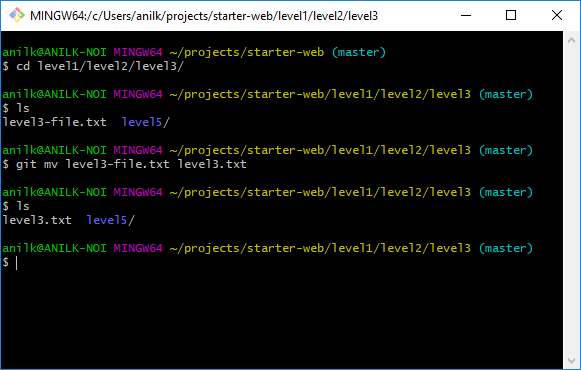 MINGW64:/c/Users/anilk/projects/starter-web/level1/level2/level3
anilk@ANILK-NOI MINGW64 ~/projects/starter-web (master)
$ cd level1/level2/level3/
anilk@ANILK-NOI MINGW64 ~/projects/starter-web/level1/level2/level3 (master)
$ ls
level3-file.txt  level5/
anilk@ANILK-NOI MINGW64 ~/projects/starter-web/level1/level2/level3 (master)
$ git mv level3-file.txt level3.txt
anilk@ANILK-NOI MINGW64 ~/projects/starter-web/level1/level2/level3 (master)
$ ls
level3.txt  level5/
anilk@ANILK-NOI MINGW64 ~/projects/starter-web/level1/level2/level3 (master)
$